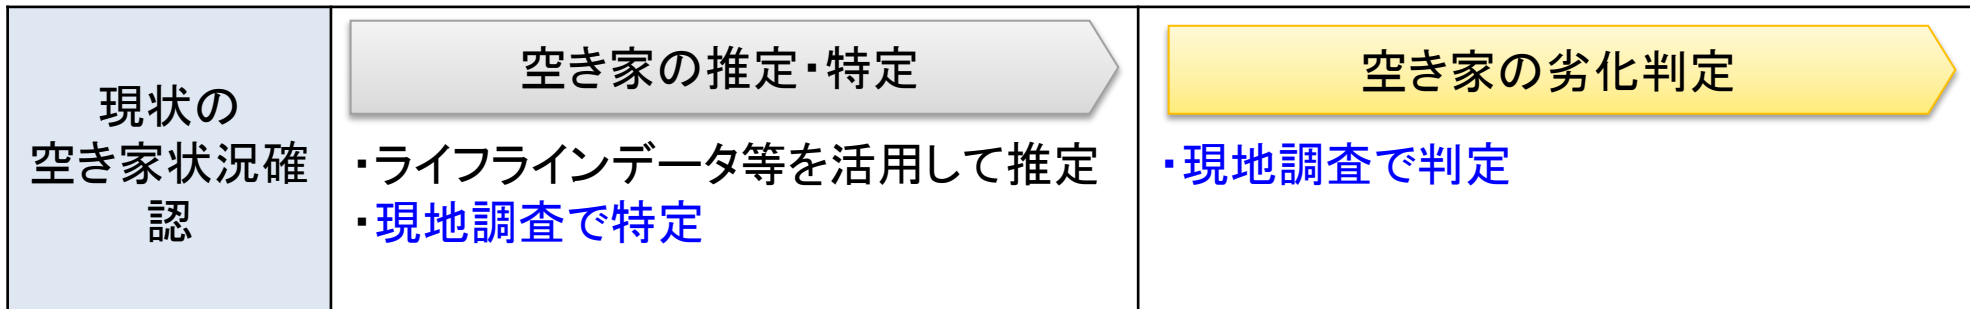 現状の
空き家状況確
認
空き家の推定・特定
・ライフラインデータ等を活用して推定
・現地調査で特定
空き家の劣化判定
・現地調査で判定